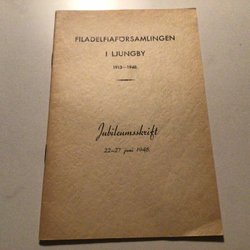 FILADELFIAFÖRSAMLINGEN
I LJUNGBY
1913—1948
Jubileumsskrift
22—27 juni 1948.